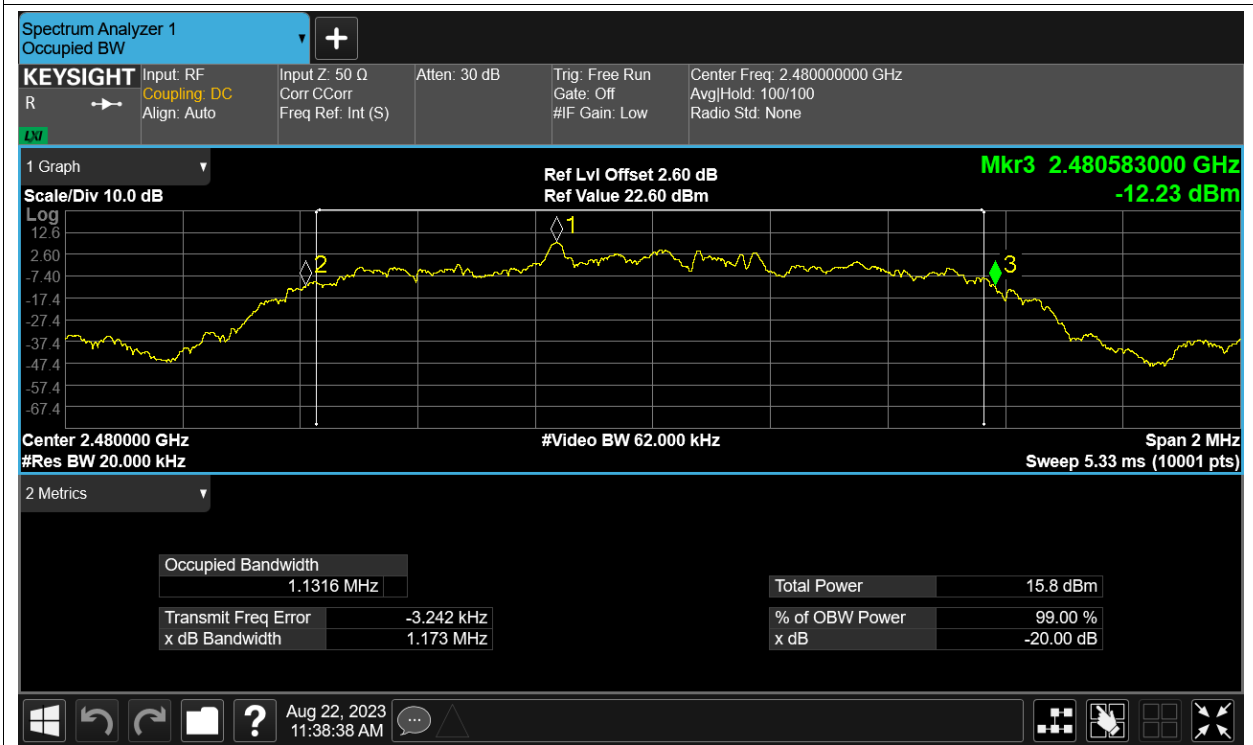 Spectrum Analyzer 1
Occupied BW
KEYSIGHT
R
LXI
Input: RF
Coupling: DC
Align: Auto
Input Z: 50 Ω
Corr CCorr
Freq Ref: Int (S)
Atten: 30 dB
Trig: Free Run
Gate: Off
#IF Gain: Low
Center Freq: 2.480000000 GHz
Avg|Hold: 100/100
Radio Std: None
1 Graph
Scale/Div 10.0 dB
Ref Lvl Offset 2.60 dB
Ref Value 22.60 dBm
Mkr3 2.480583000 GHz
-12.23 dBm
Log
12.6
2.60
-7.40
-17.4
-27.4
-37.4
-47.4
-57.4
-67.4
1
2
3
Center 2.480000 GHz
#Res BW 20.000 kHz
#Video BW 62.000 kHz
Span 2 MHz
Sweep 5.33 ms (10001 pts)
2 Metrics
Occupied Bandwidth
1.1316 MHz
Transmit Freq Error -3.242 kHz
x dB Bandwidth 1.173 MHz
Total Power 15.8 dBm
% of OBW Power 99.00 %
x dB -20.00 dB
?
Aug 22, 2023
11:38:38 AM